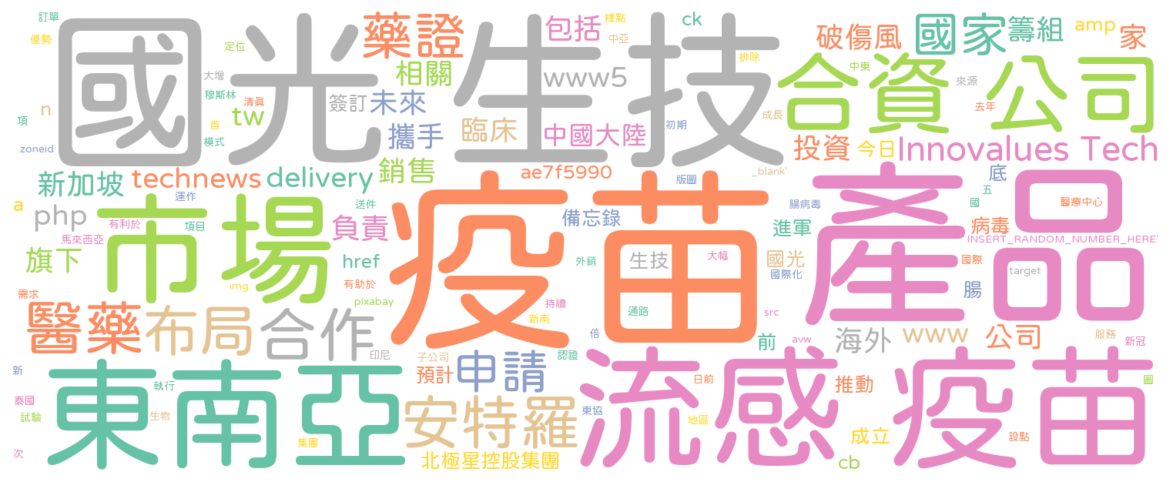 訂單
優勢
定位
藥證
據點
中亞
包括
ck
排除
破傷風
國家
籌組
amp
家
國光生技
大增
穆斯林
清真
相關
www5
中東
合資公司
來源
n
tw
簽訂
未來
項
首
模式
攜手
臨床
中國大陸
初期
成長
去年
投資
今日
Innovalues Tech
zoneid
新加坡
technews
delivery
銷售
ae7f5990
版圖
_blank'
底
五
a
運作
php
市場
有利於
項目
送件
負責
備忘錄
疫苗
腸病毒
進軍
產品
國
病毒
醫療中心
馬來西亞
旗下
href
外銷
生技
大幅
國光
國際化
INSERT_RANDOM_NUMBER_HERE'
國際
target
需求
img
有助於
pixabay
持續
腸
醫藥
布局
合作
新南
通路
src
前
海外
www
公司
服務
新冠
倍
avw
印尼
子公司
認證
新
東南亞
執行
預計
申請
流感疫苗
日前
推動
圖
泰國
試驗
生物
安特羅
東協
地區
成立
設點
次
集團
北極星控股集團
cb